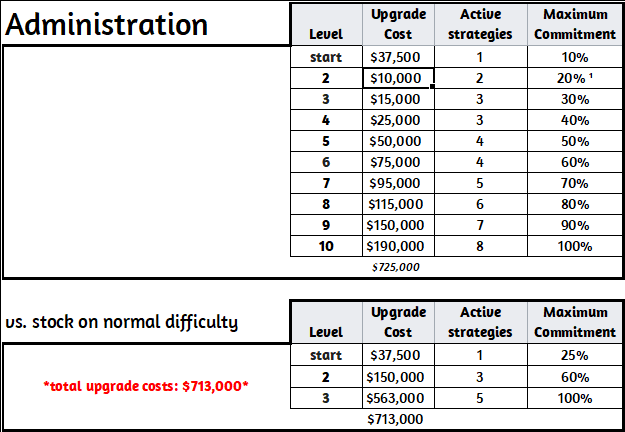 Administration
Level Upgrade Cost Active strategies Maximum Commitment
start $37,500 1 10%
2 $10,000 2 20% ¹
3 $15,000 3 30%
4 $25,000 3 40%
5 $50,000 4 50%
6 $75,000 4 60%
7 $95,000 5 70%
8 $115,000 6 80%
9 $150,000 7 90%
10 $190,000 8 100%
$725,000
vs. stock on normal difficulty
Level Upgrade Cost Active strategies Maximum Commitment
start $37,500 1 25%
*total upgrade costs: $713,000*
2 $150,000 3 60%
3 $563,000 5 100%
$713,000